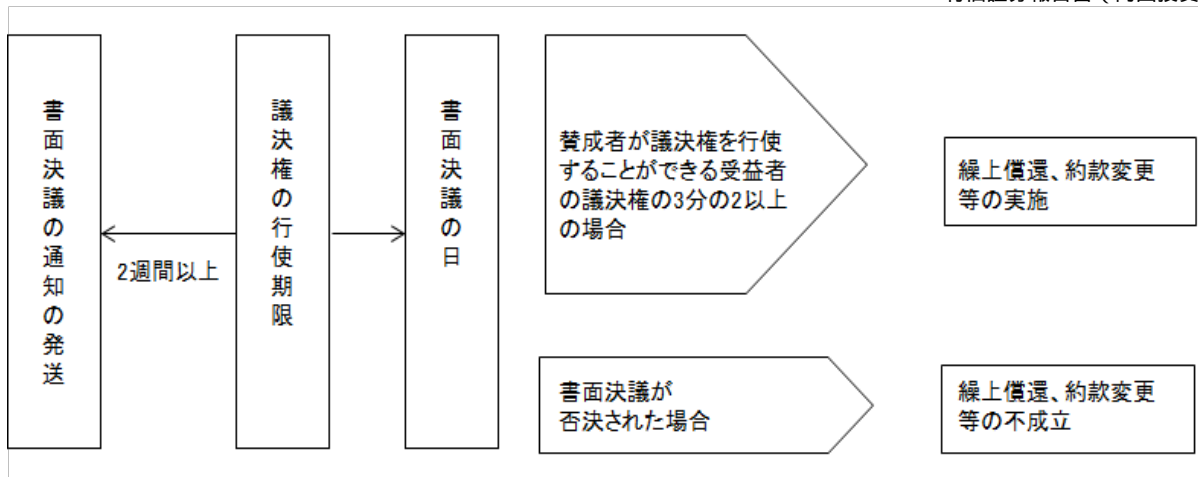 書面決議の通知の発送
2週間以上
議決権の行使期限
書面決議の日
賛成者が議決権を行使
することができる受益者
の議決権の3分の2以上
の場合
繰上償還、約款変更
等の実施
書面決議が
否決された場合
繰上償還、約款変更
等の不成立